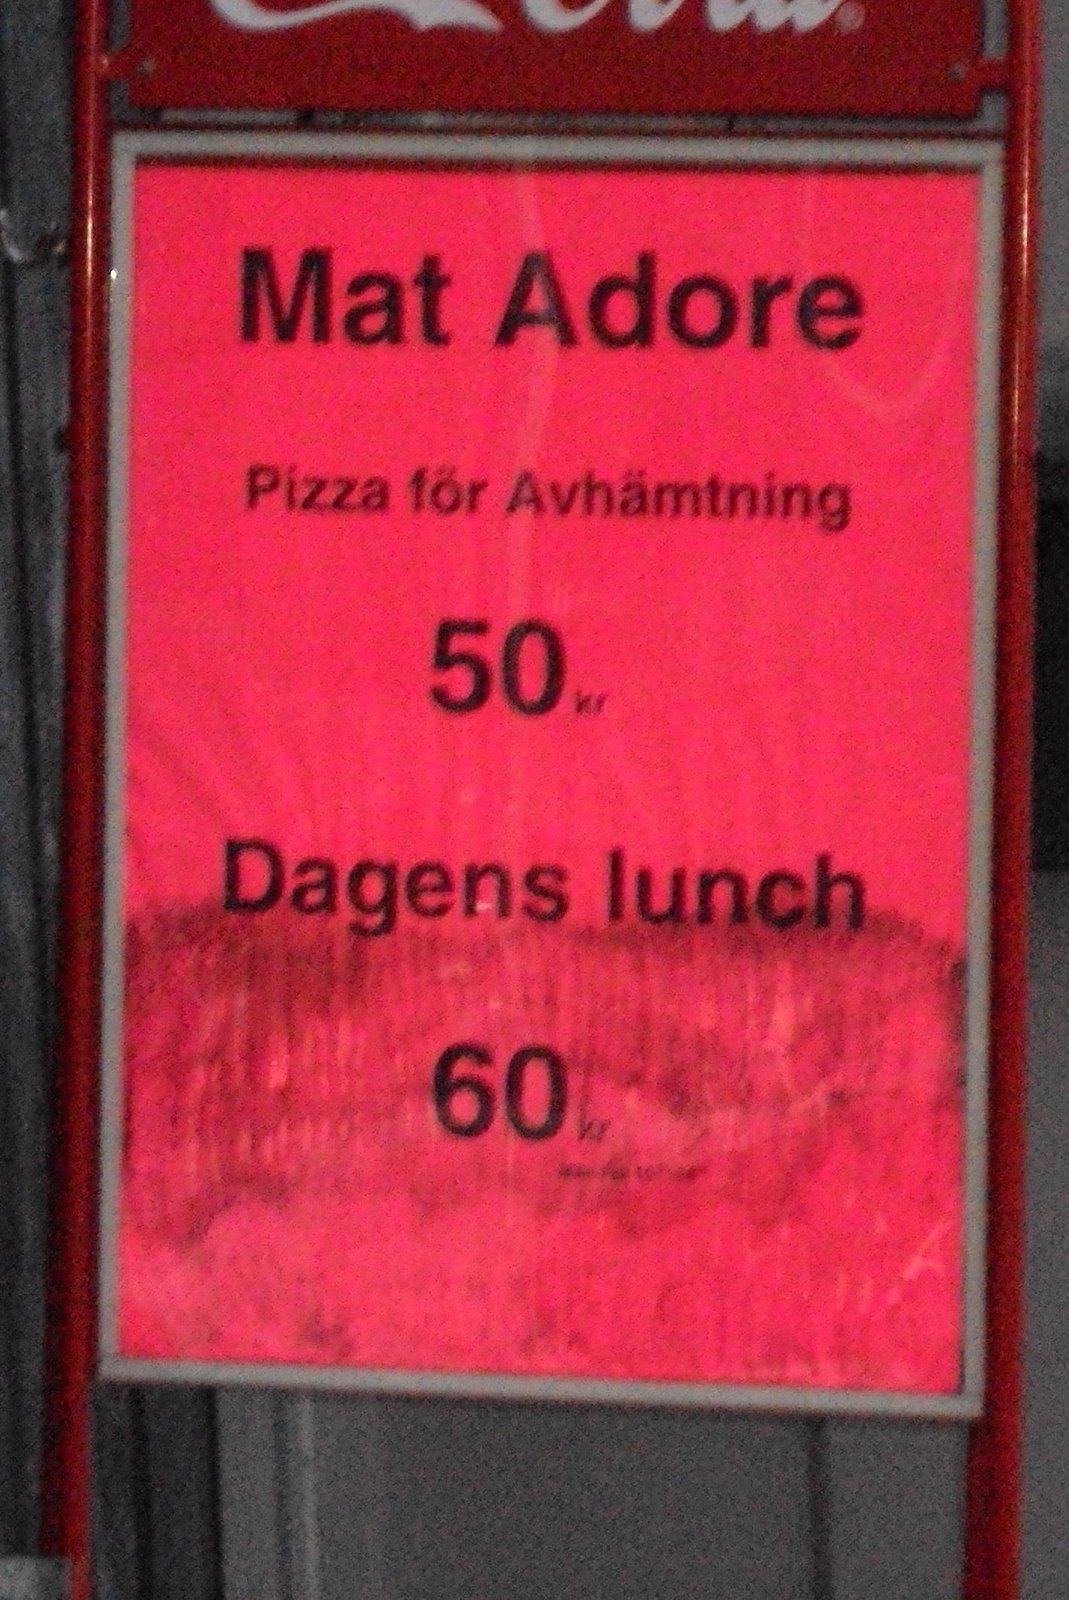 Mat Adore
Pizza för Avhämtning
50 kr
Dagens lunch
60 kr